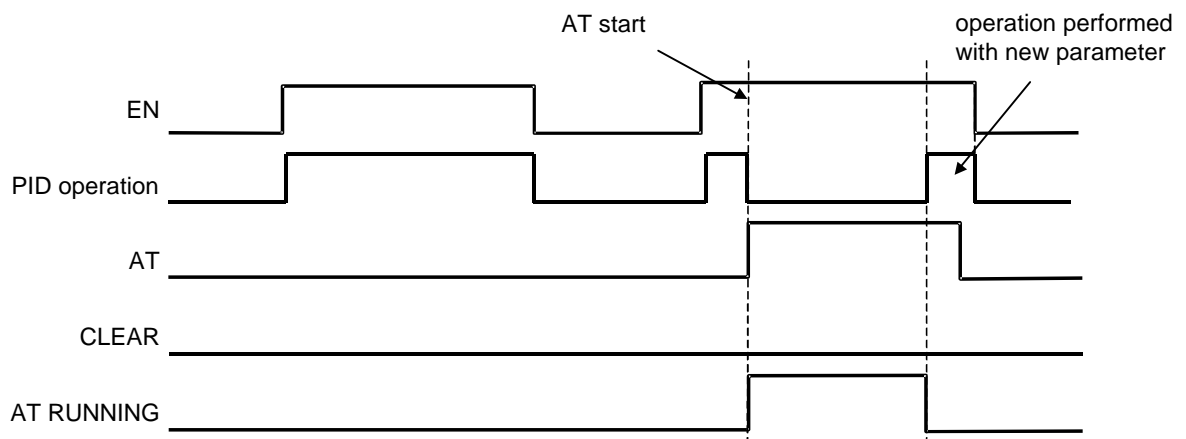 AT start
operation performed
with new parameter
EN
PID operation
AT
CLEAR
AT RUNNING